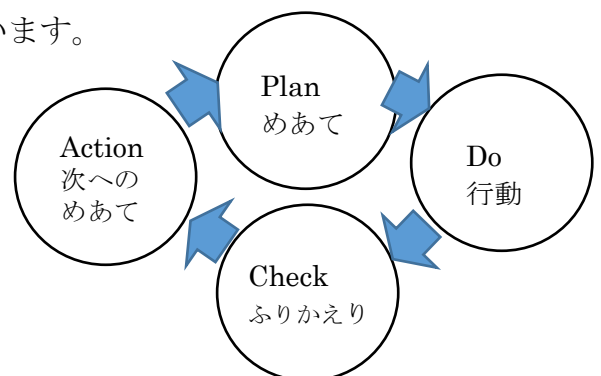 います。
Plan
めあて
Do
行動
Check
ふりかえり
Action
次への
めあて